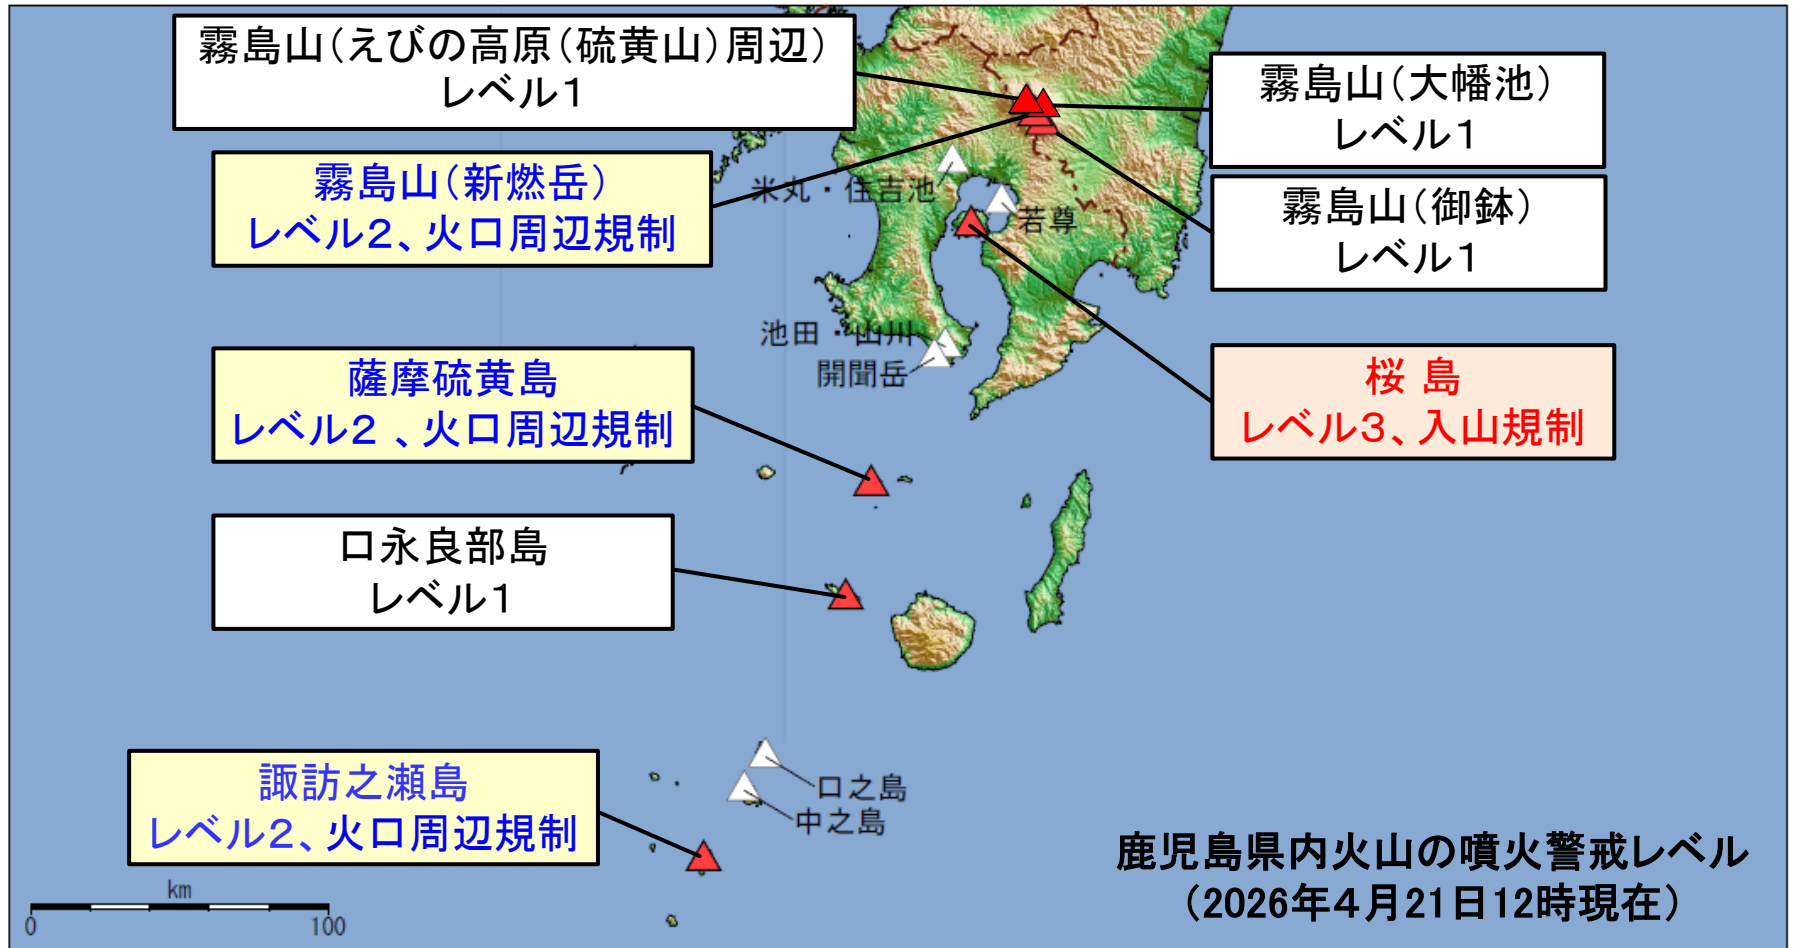 霧島山（えびの高原（硫黄山）周辺）
レベル１
霧島山（大幡池）
レベル１
霧島山（新燃岳）
レベル２、火口周辺規制
霧島山（御鉢）
レベル１
米丸・住吉池
若尊
池田・山川
開聞岳
薩摩硫黄島
レベル２ 、火口周辺規制
桜 島
レベル３、入山規制
口永良部島
レベル１
諏訪之瀬島
レベル２、火口周辺規制
口之島
中之島
鹿児島県内火山の噴火警戒レベル
（2026年４月21日12時現在）
km
0 100